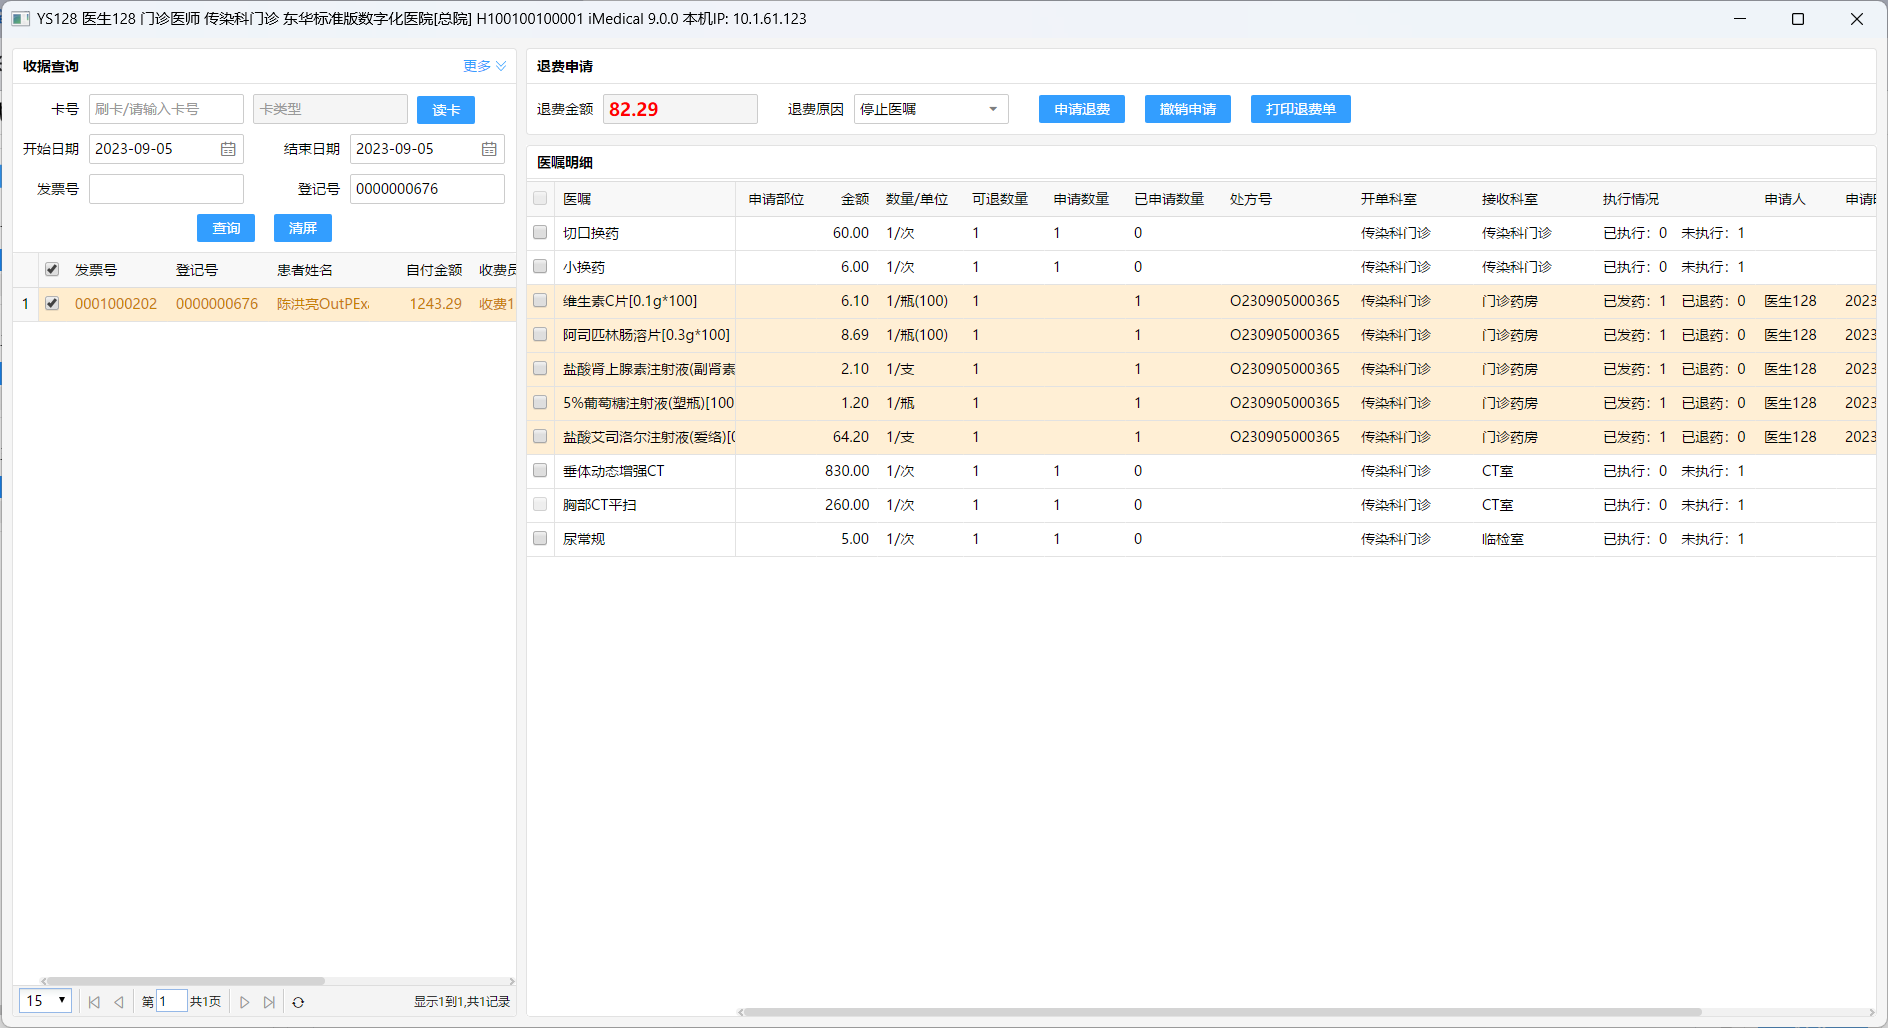 YS128 医生128 门诊医师 传染科门诊 东华标准版数字化医院[总院] H100100100001 iMedical 9.0.0 本机IP: 10.1.61.123
收据查询 更多
卡号 刷卡/请输入卡号 卡类型 读卡
开始日期 2023-09-05 结束日期 2023-09-05
发票号 登记号 0000000676
查询 清屏
发票号 登记号 患者姓名 自付金额 收费员
1 0001000202 0000000676 陈洪亮OutPEx 1243.29 收费1
15 第 1 共1页 显示1到1,共1记录
退费申请
退费金额 82.29 退费原因 停止医嘱 申请退费 撤销申请 打印退费单
医嘱明细
医嘱 申请部位 金额 数量/单位 可退数量 申请数量 已申请数量 处方号 开单科室 接收科室 执行情况 申请人 申请
切口换药 60.00 1/次 1 1 0 传染科门诊 传染科门诊 已执行：0 未执行：1
小换药 6.00 1/次 1 1 0 传染科门诊 传染科门诊 已执行：0 未执行：1
维生素C片[0.1g*100] 6.10 1/瓶(100) 1 1 O230905000365 传染科门诊 门诊药房 已发药：1 已退药：0 医生128 2023
阿司匹林肠溶片[0.3g*100] 8.69 1/瓶(100) 1 1 O230905000365 传染科门诊 门诊药房 已发药：1 已退药：0 医生128 2023
盐酸肾上腺素注射液(副肾素 2.10 1/支 1 1 O230905000365 传染科门诊 门诊药房 已发药：1 已退药：0 医生128 2023
5%葡萄糖注射液(塑瓶)[100 1.20 1/瓶 1 1 O230905000365 传染科门诊 门诊药房 已发药：1 已退药：0 医生128 2023
盐酸艾司洛尔注射液(爱络)[0 64.20 1/支 1 1 O230905000365 传染科门诊 门诊药房 已发药：1 已退药：0 医生128 2023
垂体动态增强CT 830.00 1/次 1 1 0 传染科门诊 CT室 已执行：0 未执行：1
胸部CT平扫 260.00 1/次 1 1 0 传染科门诊 CT室 已执行：0 未执行：1
尿常规 5.00 1/次 1 1 0 传染科门诊 临检室 已执行：0 未执行：1